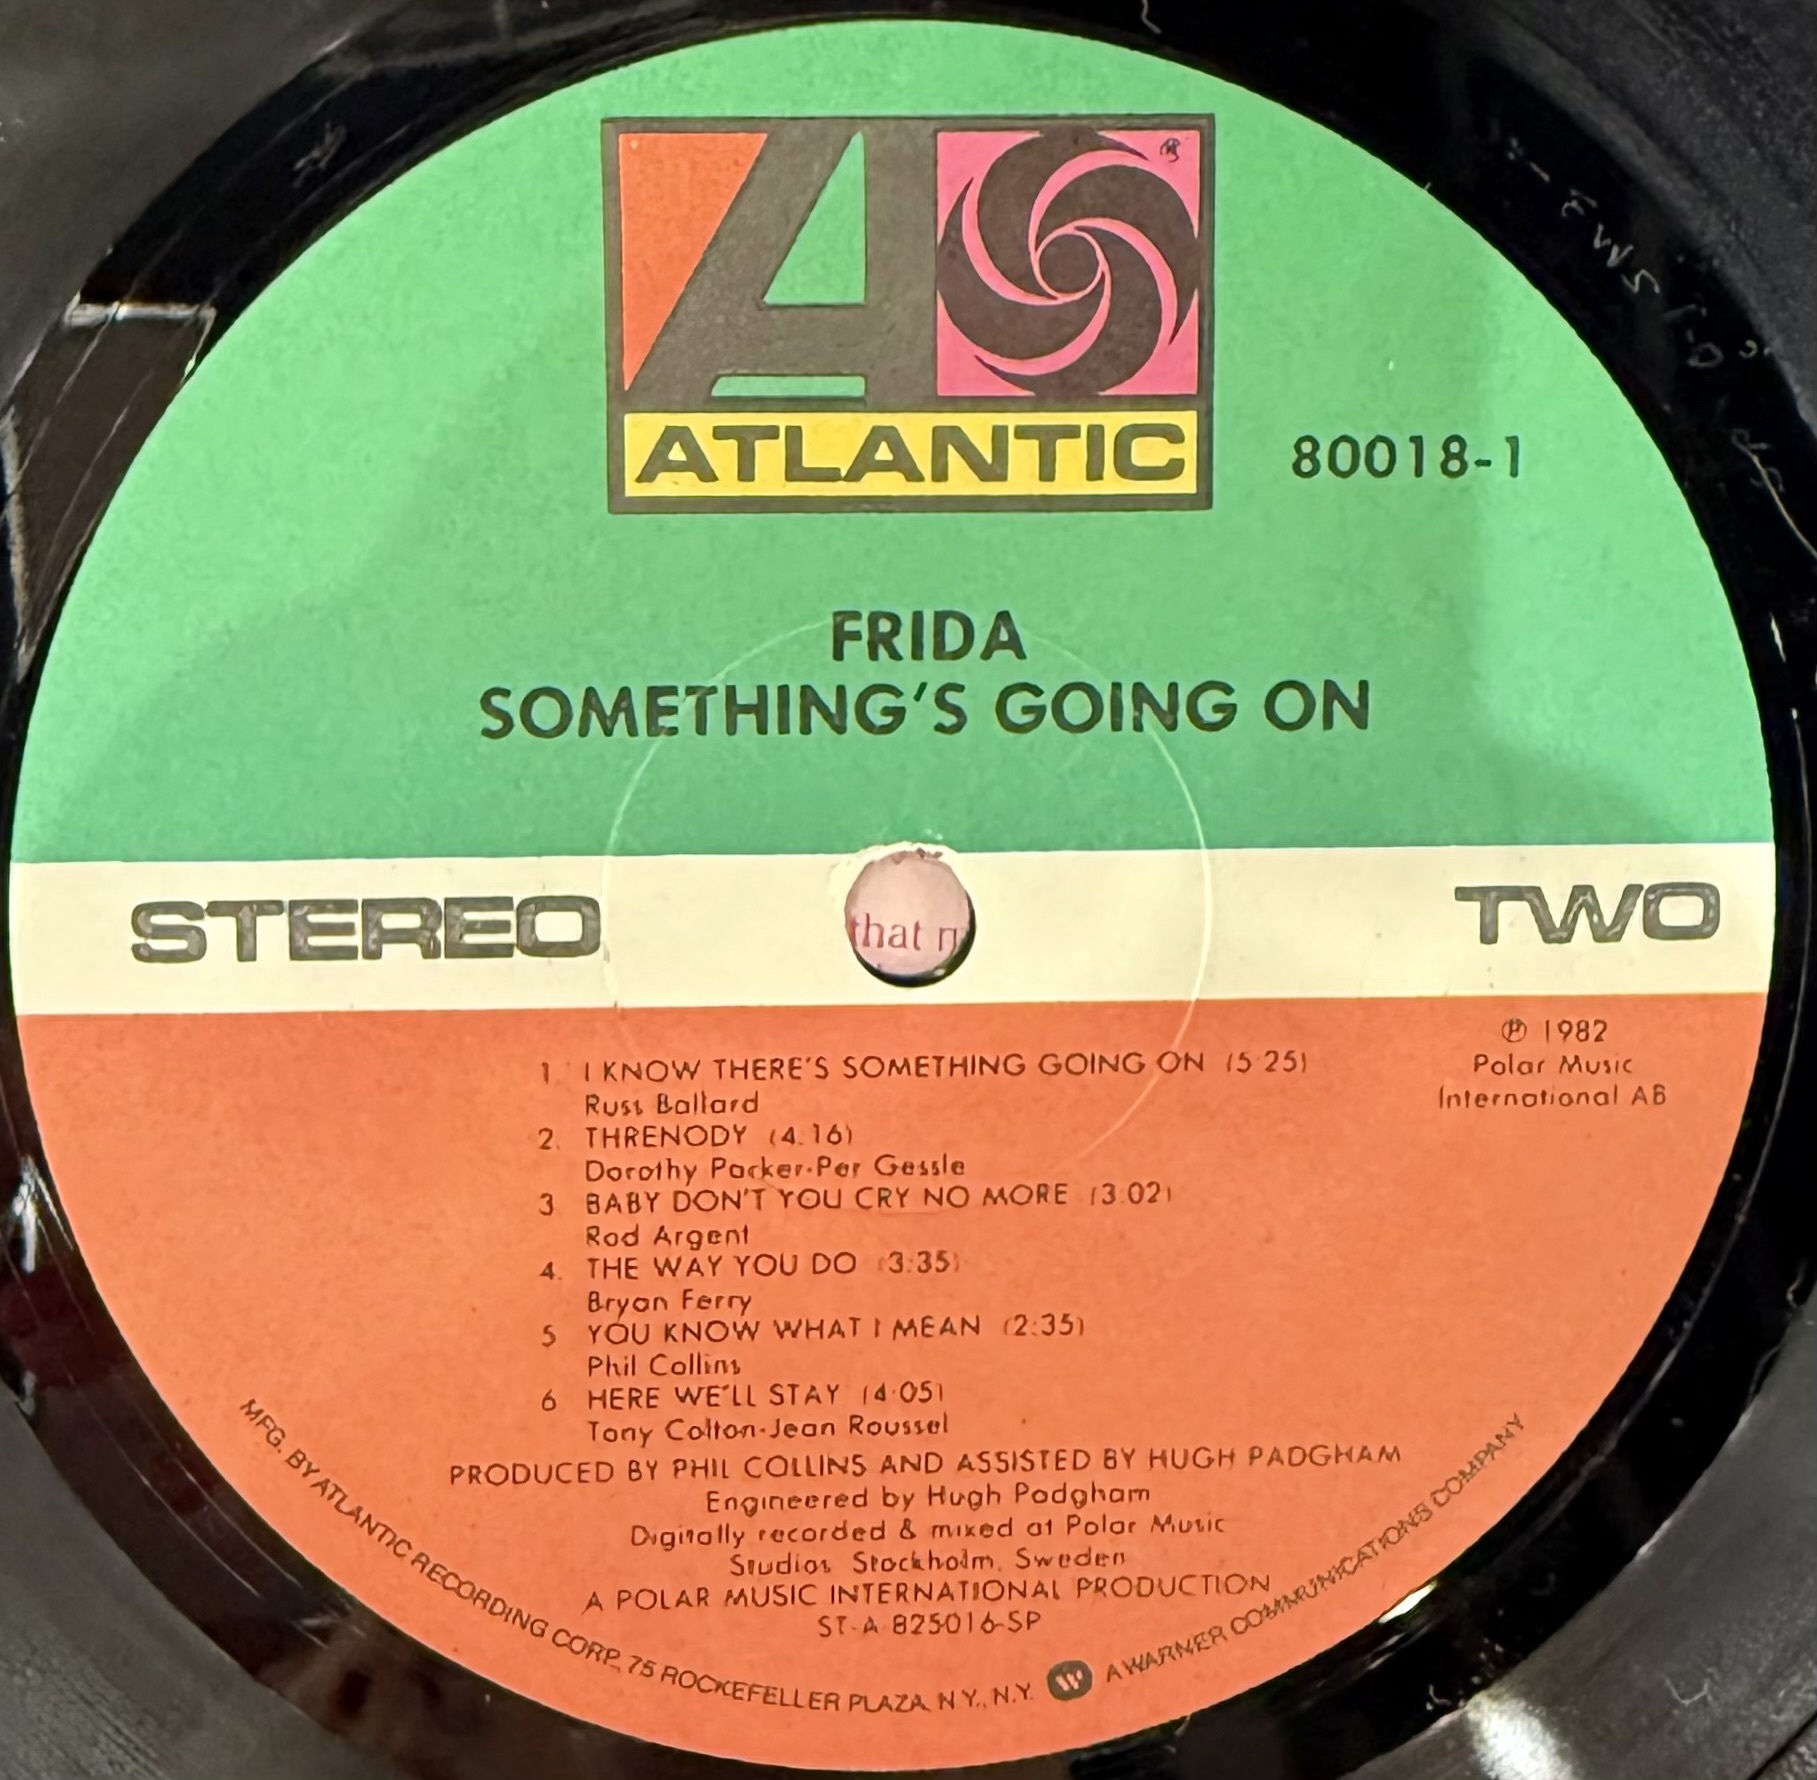 ATLANTIC
80018-1
FRIDA
SOMETHING'S GOING ON
STEREO
that
TWO
℗ 1982
Polar Music
International AB
1 I KNOW THERE'S SOMETHING GOING ON (5:25)
Russ Ballard
2. THRENODY (4:16)
Dorothy Parker-Per Gessle
3 BABY DON'T YOU CRY NO MORE (3:02)
Rod Argent
4. THE WAY YOU DO (3:35)
Bryan Ferry
5 YOU KNOW WHAT I MEAN (2:35)
Phil Collins
6 HERE WE'LL STAY (4:05)
Tony Colton-Jean Roussel
PRODUCED BY PHIL COLLINS AND ASSISTED BY HUGH PADGHAM
Engineered by Hugh Padgham
Digitally recorded & mixed at Polar Music
Studios, Stockholm, Sweden
A POLAR MUSIC INTERNATIONAL PRODUCTION
ST-A-825016-SP
MFG. BY ATLANTIC RECORDING CORP., 75 ROCKEFELLER PLAZA, N.Y., N.Y. A WARNER COMMUNICATIONS COMPANY